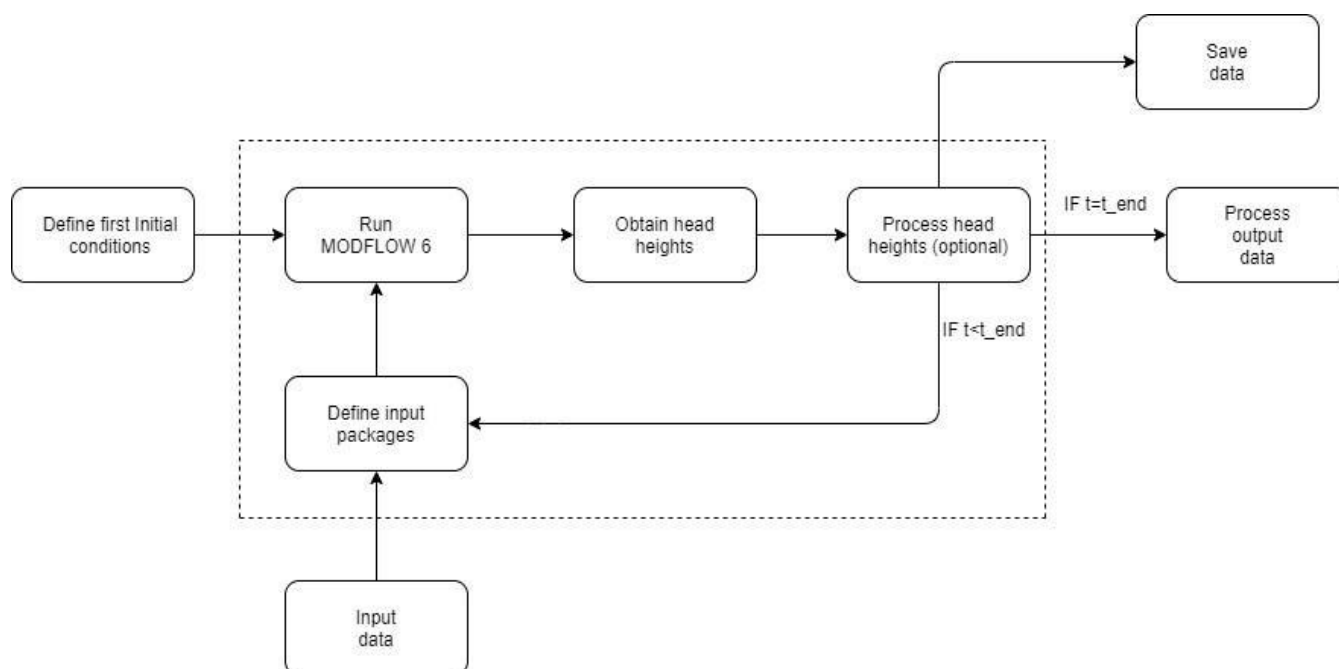 Save
data
Define first Initial
conditions
Run
MODFLOW 6
Obtain head
heights
Process head
heights (optional)
IF t=t_end
Process
output
data
IF t<t_end
Define input
packages
Input
data